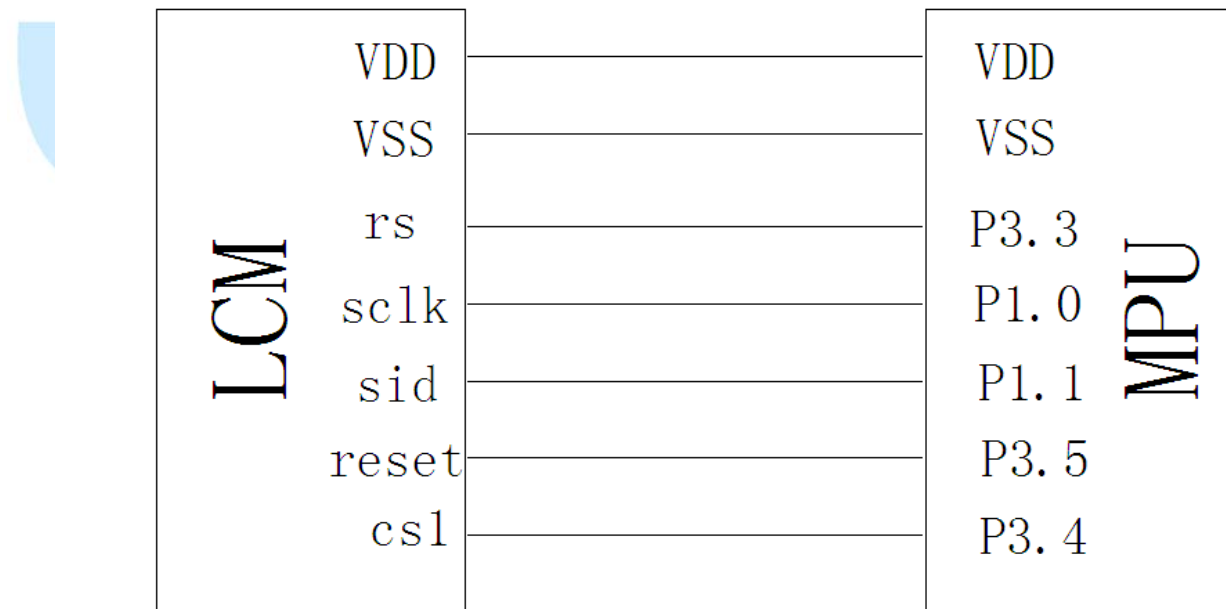 LCM
VDD VDD
VSS VSS
rs P3.3
sclk P1.0
sid P1.1
reset P3.5
cs1 P3.4
MPU